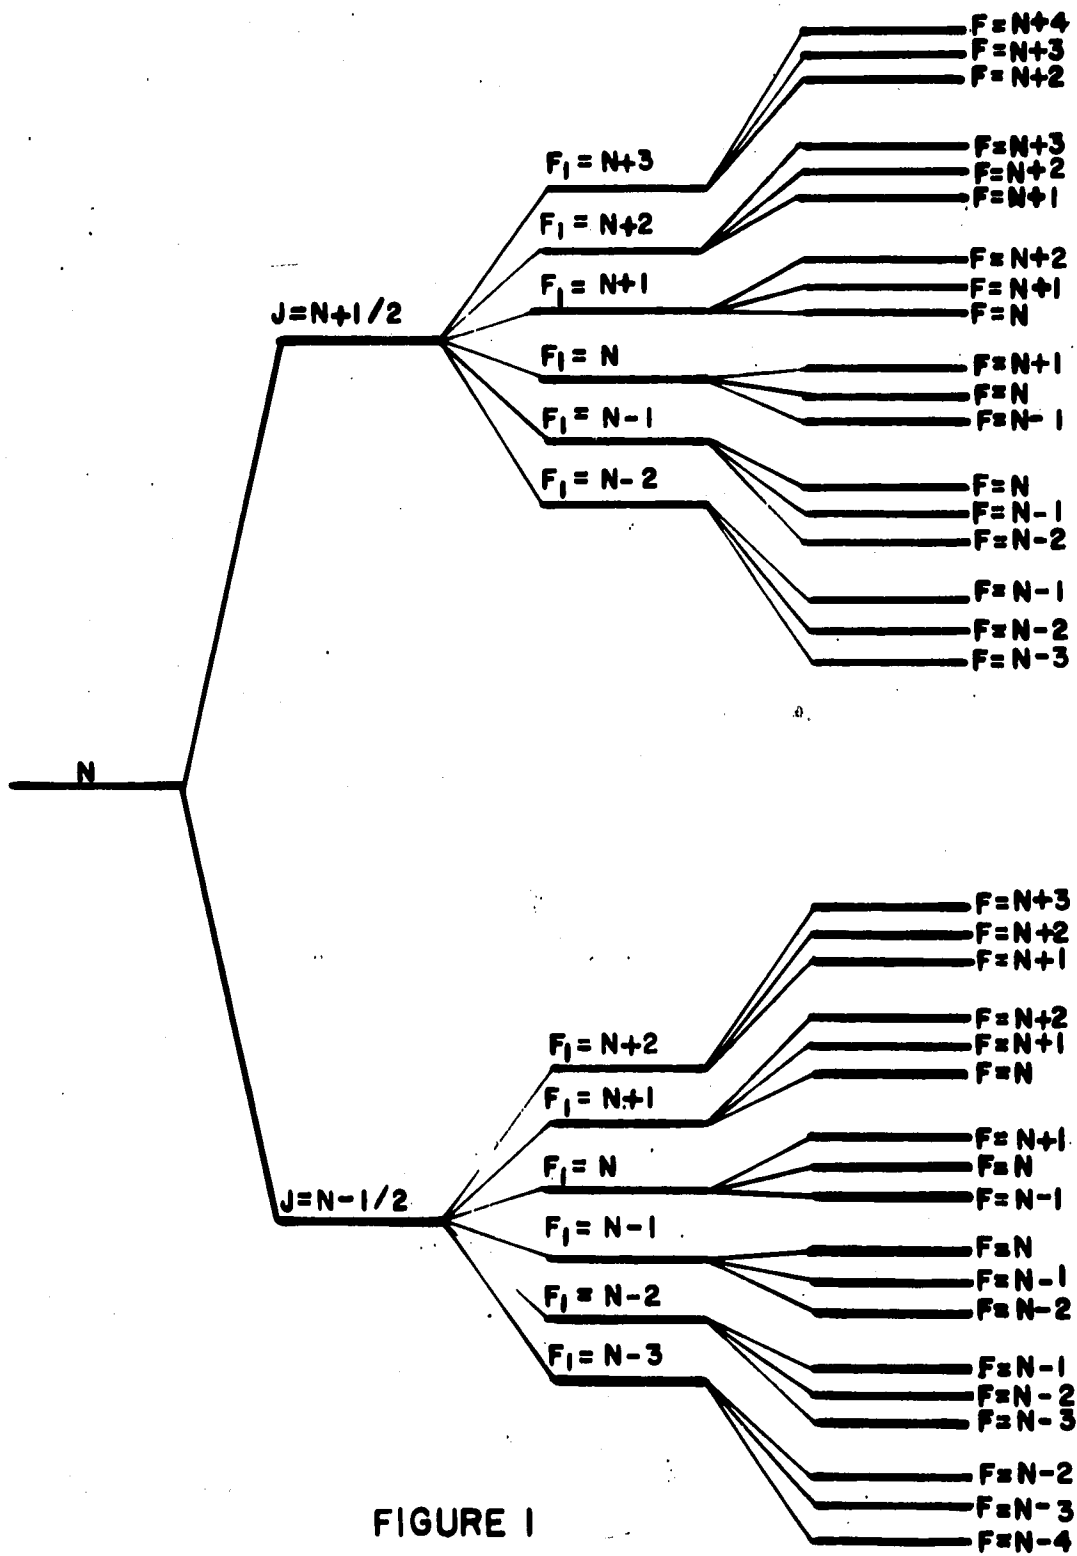 F=N+4
F=N+3
F=N+2
F=N+3
F₁=N+3
F=N+2
F=N+1
F₁=N+2
F=N+2
F₁=N+1
F=N+1
J=N+1/2
F=N
F₁=N
F=N+1
F=N
F₁=N-1
F=N-1
F₁=N-2
F=N
F=N-1
F=N-2
F=N-1
F=N-2
F=N-3
N
F=N+3
F=N+2
F=N+1
F=N+2
F₁=N+2
F=N+1
F=N
F₁=N+1
F=N+1
F₁=N
F=N
J=N-1/2
F=N-1
F₁=N-1
F=N
F=N-1
F₁=N-2
F=N-2
F₁=N-3
F=N-1
F=N-2
F=N-3
F=N-2
F=N-3
FIGURE 1
F=N-4